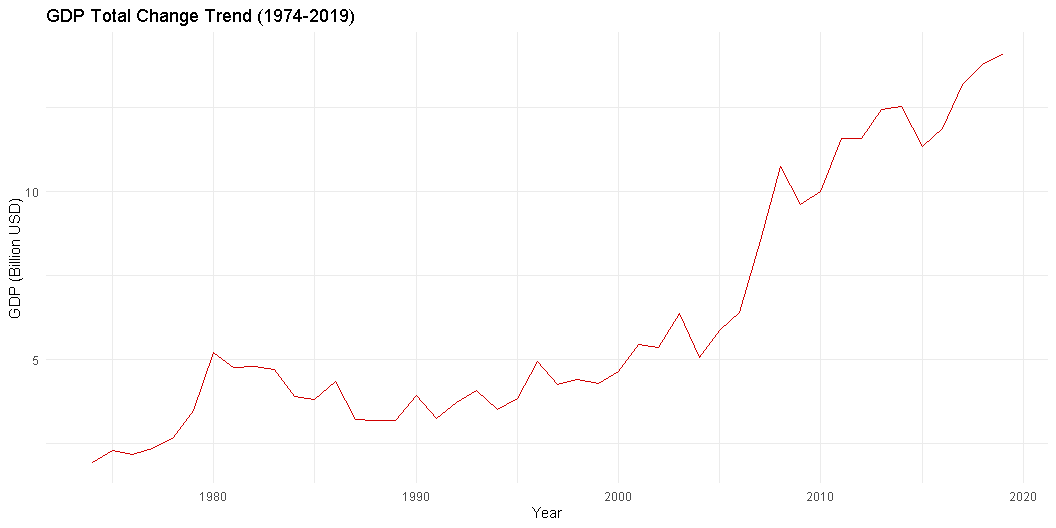 GDP Total Change Trend (1974-2019)
GDP (Billion USD)
10
5
1980 1990 2000 2010 2020
Year